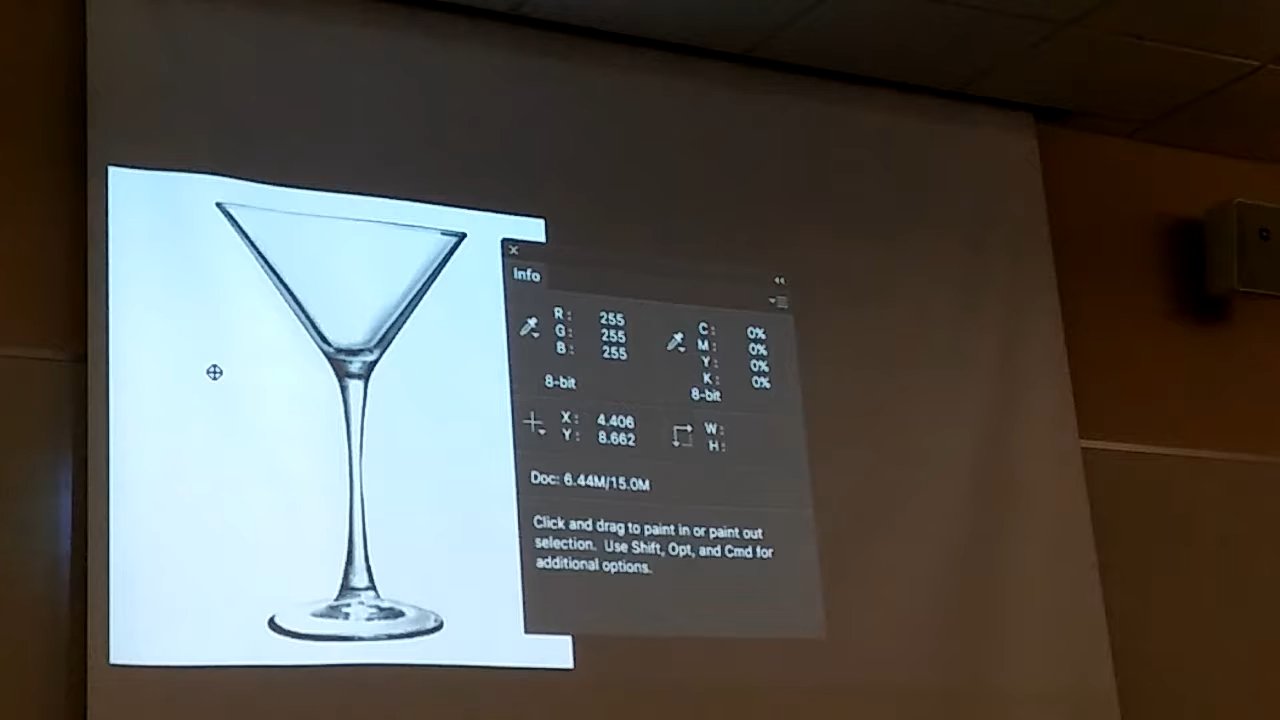 Info
R: 255
G: 255
B: 255
8-bit
C: 0%
M: 0%
Y: 0%
K: 0%
8-bit
X: 4.406
Y: 8.662
W:
H:
Doc: 6.44M/15.0M
Click and drag to paint in or paint out
selection. Use Shift, Opt, and Cmd for
additional options.